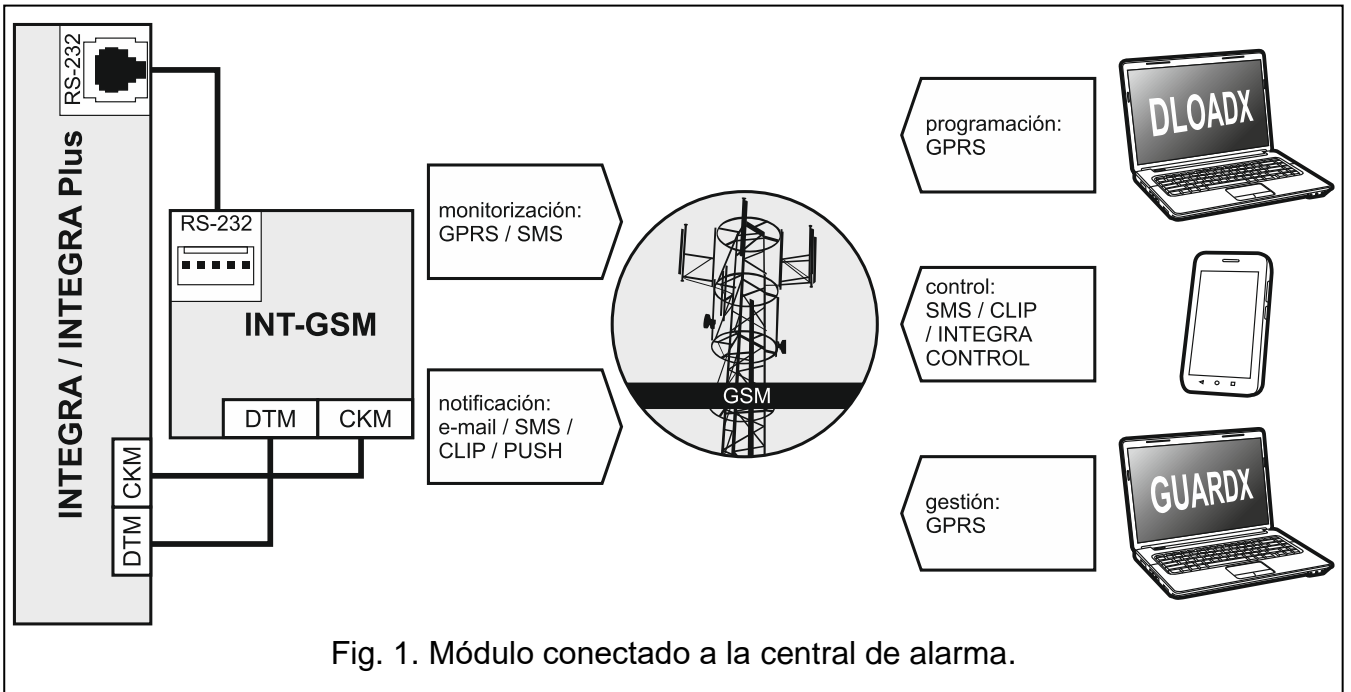 RS-232
INTEGRA / INTEGRA Plus
CKM
DTM
RS-232
INT-GSM
DTM
CKM
monitorización:
GPRS / SMS
notificación:
e-mail / SMS /
CLIP / PUSH
GSM
programación:
GPRS
control:
SMS / CLIP
/ INTEGRA
CONTROL
gestión:
GPRS
DLOADX
GUARDX
Fig. 1. Módulo conectado a la central de alarma.